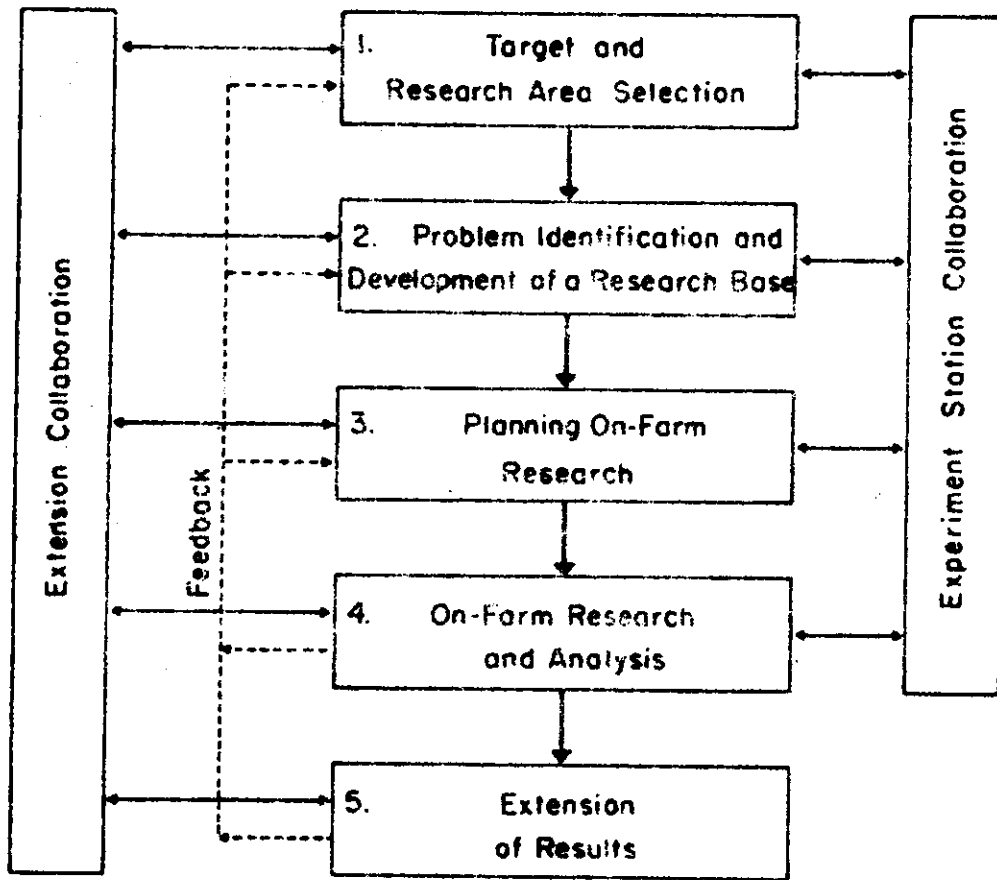 Extension Collaboration
Feedback
1. Target and
Research Area Selection
2. Problem Identification and
Development of a Research Base
3. Planning On-Farm
Research
4. On-Farm Research
and Analysis
5. Extension
of Results
Experiment Station Collaboration